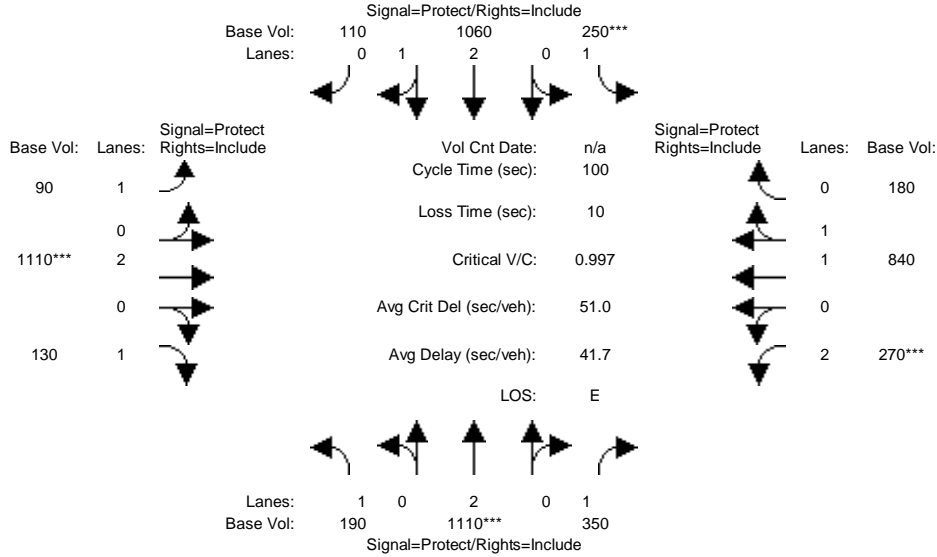 Signal=Protect/Rights=Include
Base Vol: 110 1060 250***
Lanes: 0 1 2 0 1
Signal=Protect Signal=Protect
Base Vol: Lanes: Rights=Include Vol Cnt Date: n/a Rights=Include Lanes: Base Vol:
Cycle Time (sec): 100
90 1 0 180
Loss Time (sec): 10
0 1
1110*** 2 Critical V/C: 0.997 1 840
0 Avg Crit Del (sec/veh): 51.0 0
130 1 Avg Delay (sec/veh): 41.7 2 270***
LOS: E
Lanes: 1 0 2 0 1
Base Vol: 190 1110*** 350
Signal=Protect/Rights=Include